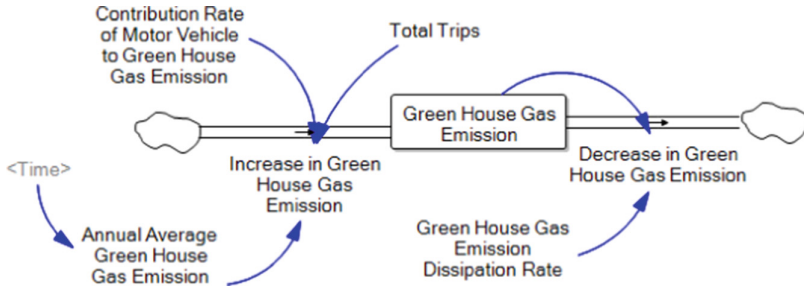 Contribution Rate
of Motor Vehicle
to Green House
Gas Emission
Total Trips
Green House Gas
Emission
Increase in Green
House Gas
Emission
Decrease in Green
House Gas Emission
<Time>
Annual Average
Green House
Gas Emission
Green House Gas
Emission
Dissipation Rate